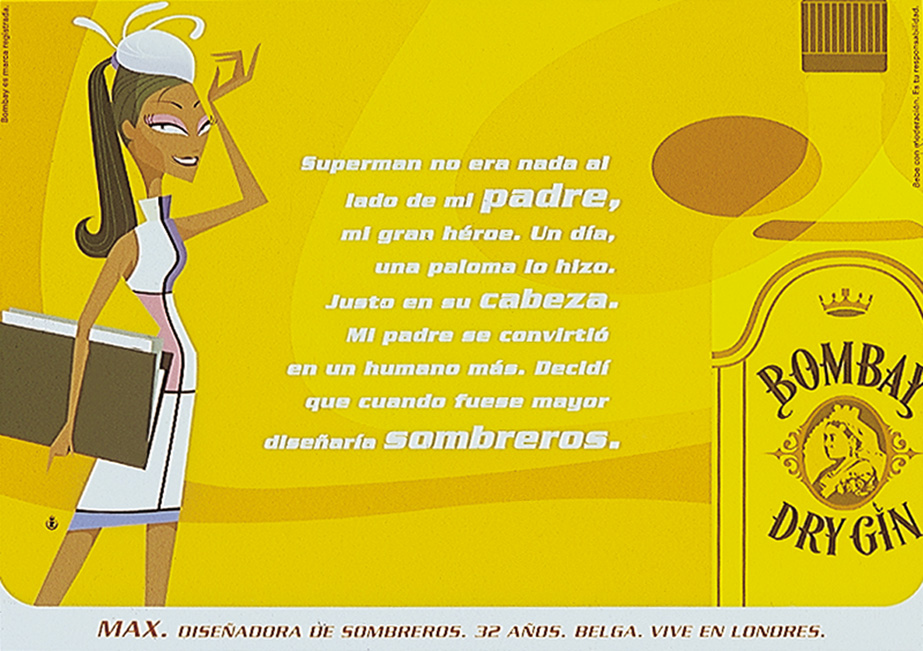 Bombay es marca registrada.
Bebe con moderación. Es tu responsabilidad.
Superman no era nada al
lado de mi padre,
mi gran héroe. Un día,
una paloma lo hizo.
Justo en su cabeza.
Mi padre se convirtió
en un humano más. Decidí
que cuando fuese mayor
diseñaría sombreros.
BOMBAY
DRY GIN
MAX. DISEÑADORA DE SOMBREROS. 32 AÑOS. BELGA. VIVE EN LONDRES.